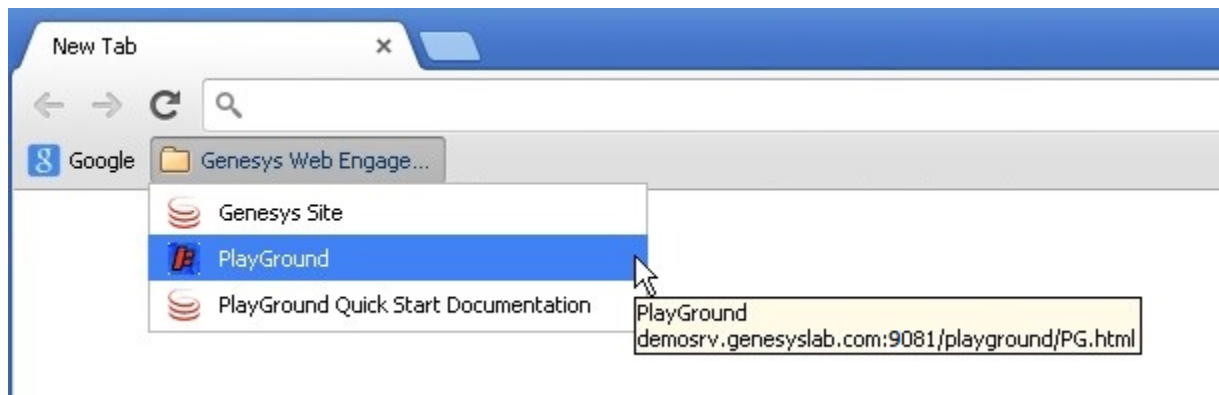 New Tab
Google
Genesys Web Engage...
Genesys Site
PlayGround
PlayGround Quick Start Documentation
PlayGround
demosrv.genesyslab.com:9081/playground/PG.html